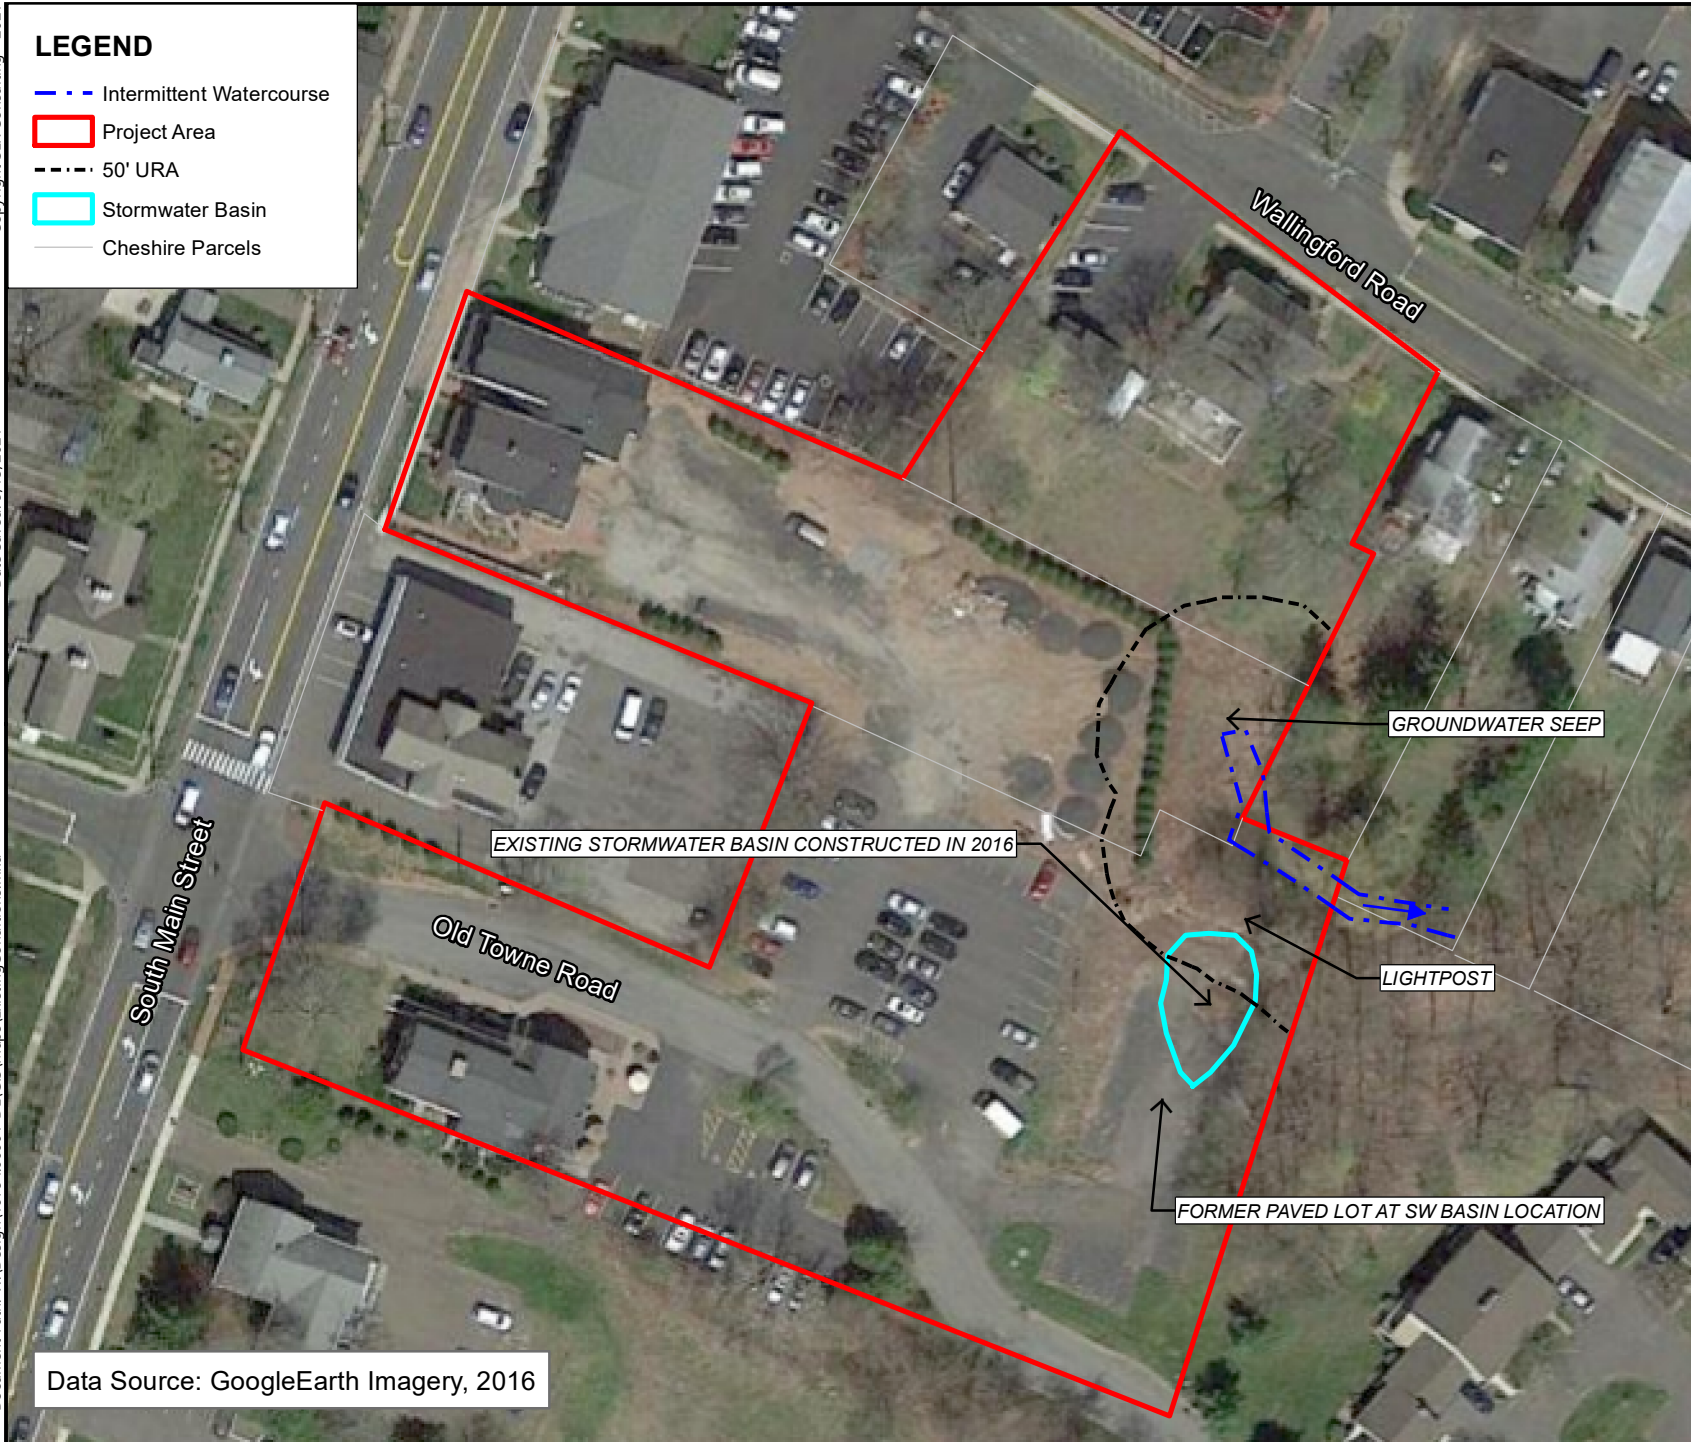 LEGEND
Intermittent Watercourse
Project Area
50' URA
Stormwater Basin
Cheshire Parcels
Wallingford Road
GROUNDWATER SEEP
EXISTING STORMWATER BASIN CONSTRUCTED IN 2016
South Main Street
Old Towne Road
LIGHTPOST
FORMER PAVED LOT AT SW BASIN LOCATION
Data Source: GoogleEarth Imagery, 2016